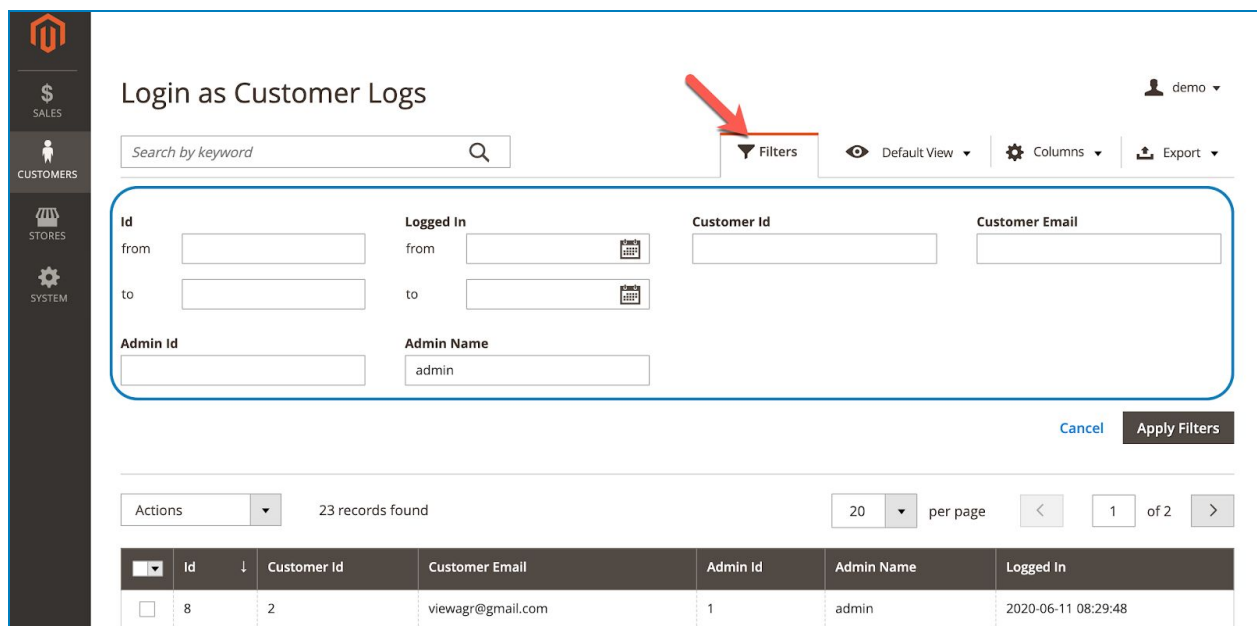 $
SALES
CUSTOMERS
STORES
SYSTEM
Login as Customer Logs
demo
Search by keyword
Filters
Default View
Columns
Export
Id
Logged In
Customer Id
Customer Email
from
from
to
to
Admin Id
Admin Name
admin
Cancel
Apply Filters
Actions
23 records found
20
per page
1
of 2
Id ↓ Customer Id Customer Email Admin Id Admin Name Logged In
8 2 viewagr@gmail.com 1 admin 2020-06-11 08:29:48